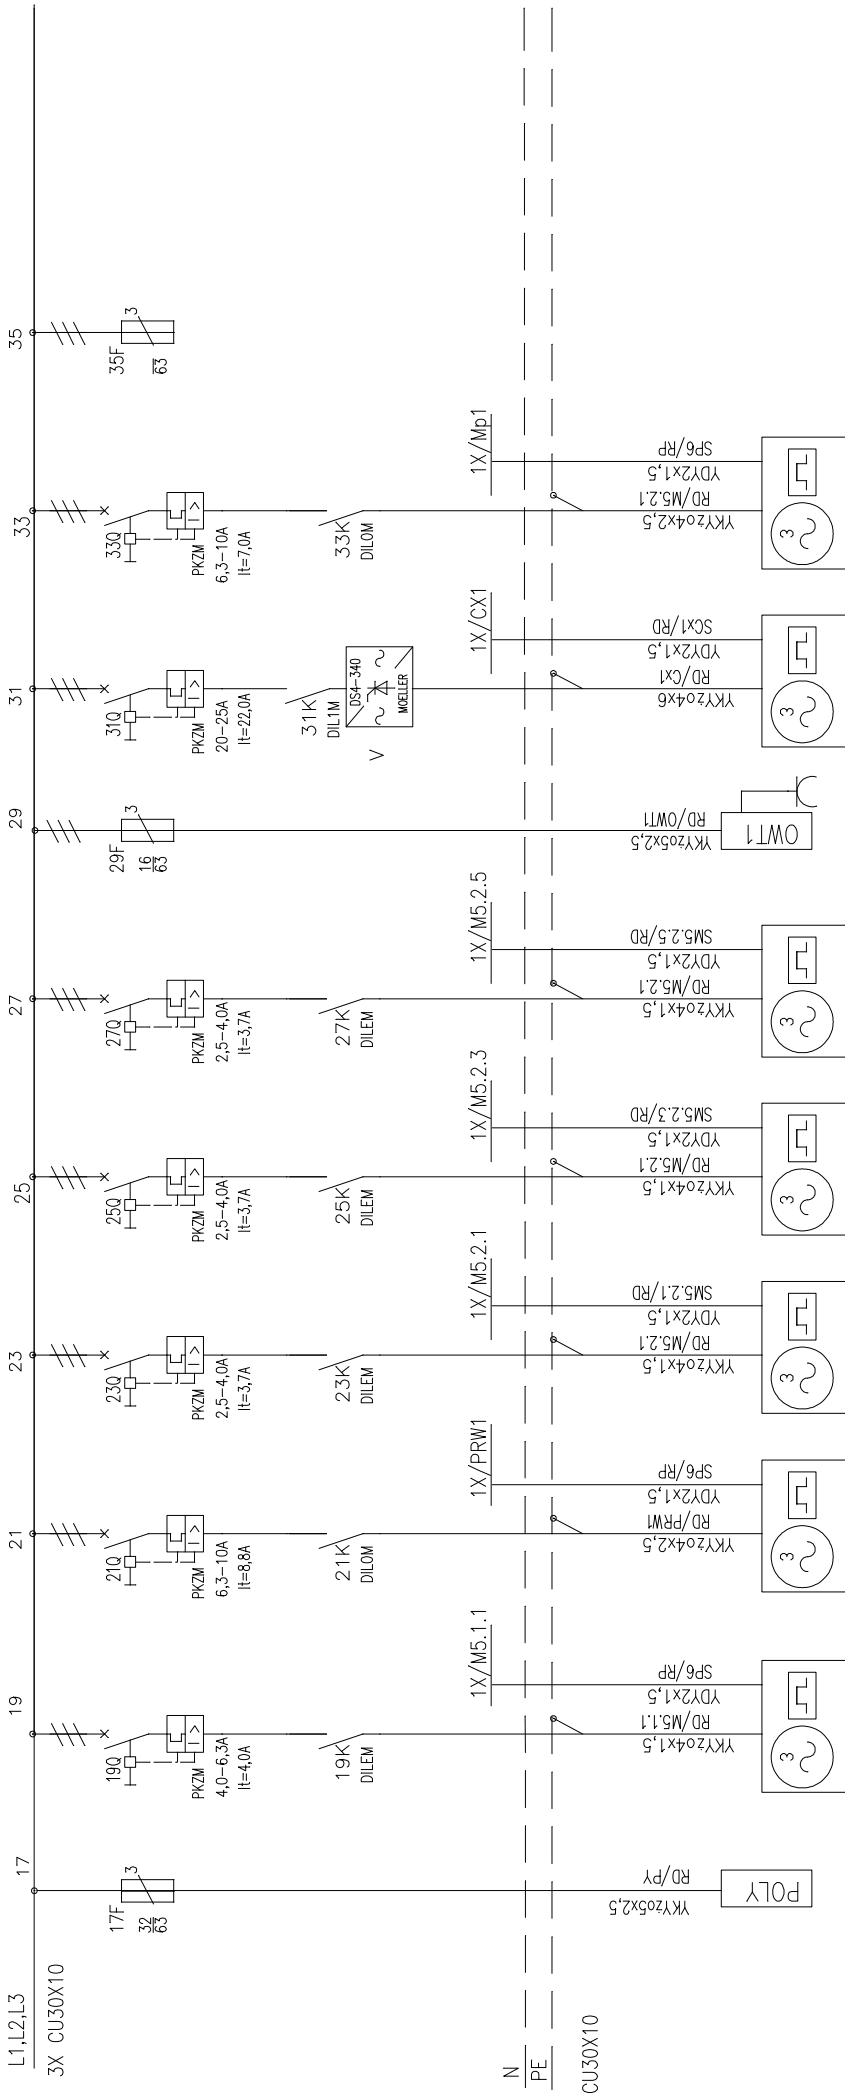 L1,L2,L3
3X CU30X10
17
17F
3
32
63
RD/PY
YKYżo5x2,5
POLY
19
19Q
PKZM
4,0-6,3A
It=4,0A
19K
DILEM
1X/M5.1.1
SP6/RP
YDY2x1,5
RD/M5.1.1
YKYżo4x1,5
3
21
21Q
PKZM
6,3-10A
It=8,8A
21K
DILOM
1X/PRW1
SP6/RP
YDY2x1,5
RD/PRW1
YKYżo4x2,5
3
23
23Q
PKZM
2,5-4,0A
It=3,7A
23K
DILEM
1X/M5.2.1
SM5.2.1/RD
YDY2x1,5
RD/M5.2.1
YKYżo4x1,5
3
25
25Q
PKZM
2,5-4,0A
It=3,7A
25K
DILEM
1X/M5.2.3
SM5.2.3/RD
YDY2x1,5
RD/M5.2.1
YKYżo4x1,5
3
27
27Q
PKZM
2,5-4,0A
It=3,7A
27K
DILEM
1X/M5.2.5
SM5.2.5/RD
YDY2x1,5
RD/M5.2.1
YKYżo4x1,5
3
29
29F
3
16
63
RD/OWT1
YKYżo5x2,5
OWT1
31
31Q
PKZM
20-25A
It=22,0A
31K
DIL1M
V
DS4-340
MOELLER
1X/CX1
SCx1/RD
YDY2x1,5
RD/Cx1
YKYżo4x6
3
33
33Q
PKZM
6,3-10A
It=7,0A
33K
DILOM
1X/Mp1
SP6/RP
YDY2x1,5
RD/M5.2.1
YKYżo4x2,5
3
35
35F
3
63
N
PE
CU30X10